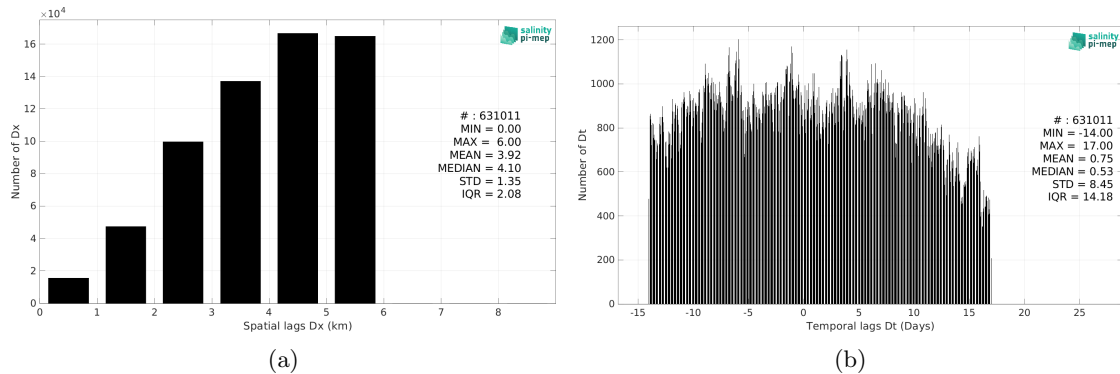 ×10⁴
16
14
12
10
8
6
4
2
0
Number of Dx
salinity
pi-mep
# : 631011
MIN = 0.00
MAX = 6.00
MEAN = 3.92
MEDIAN = 4.10
STD = 1.35
IQR = 2.08
0 1 2 3 4 5 6 7 8
Spatial lags Dx (km)
(a)
1200
1000
800
600
400
200
0
Number of Dt
salinity
pi-mep
# : 631011
MIN = -14.00
MAX = 17.00
MEAN = 0.75
MEDIAN = 0.53
STD = 8.45
IQR = 14.18
-15 -10 -5 0 5 10 15 20 25
Temporal lags Dt (Days)
(b)